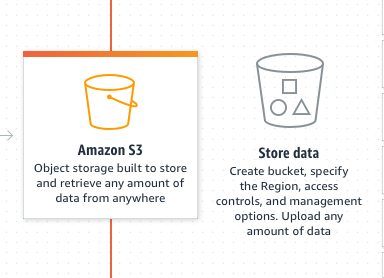 Amazon S3
Object storage built to store
and retrieve any amount of
data from anywhere
Store data
Create bucket, specify
the Region, access
controls, and management
options. Upload any
amount of data